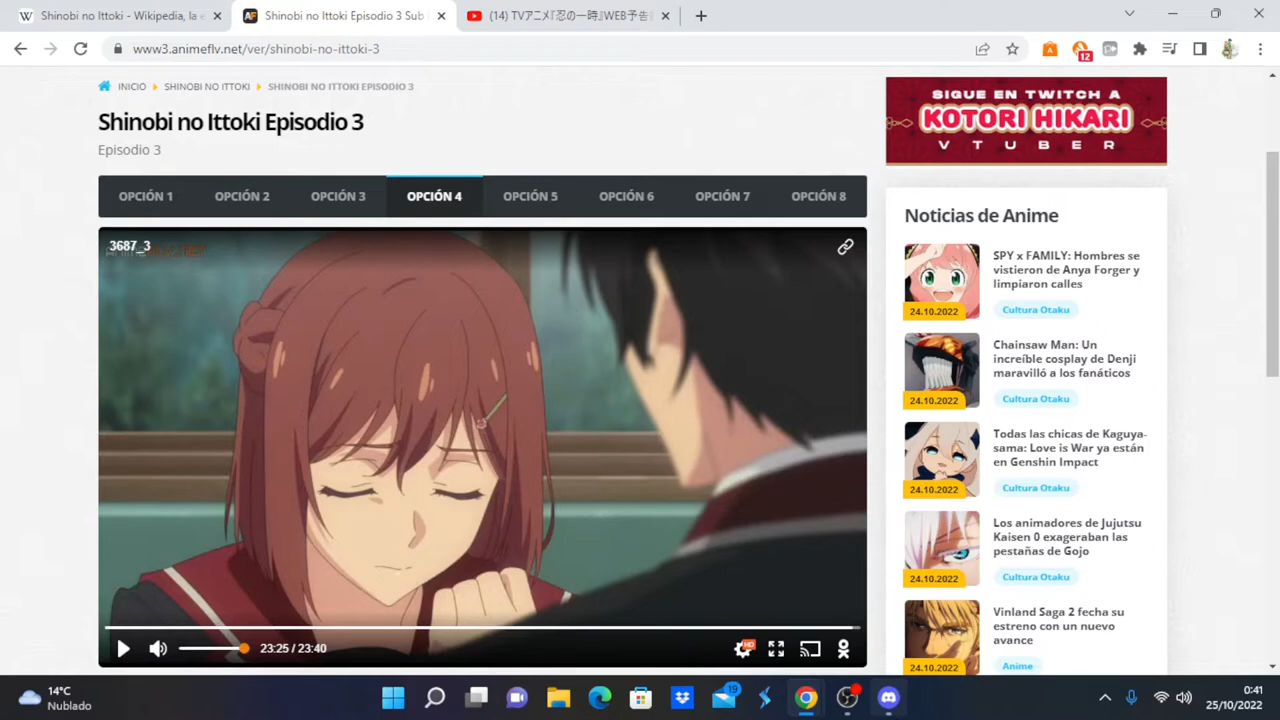 Shinobi no Ittoki - Wikipedia, la e
Shinobi no Ittoki Episodio 3 Sub
(14) TVアニメ『忍の一時』WEB予告
www3.animeflv.net/ver/shinobi-no-ittoki-3
12
INICIO SHINOBI NO ITTOKI SHINOBI NO ITTOKI EPISODIO 3
Shinobi no Ittoki Episodio 3
Episodio 3
OPCIÓN 1 OPCIÓN 2 OPCIÓN 3 OPCIÓN 4 OPCIÓN 5 OPCIÓN 6 OPCIÓN 7 OPCIÓN 8
3687_3
23:25 / 23:40
HD
SIGUE EN TWITCH A
KOTORI HIKARI
VTUBER
Noticias de Anime
SPY x FAMILY: Hombres se
vistieron de Anya Forger y
limpiaron calles
24.10.2022
Cultura Otaku
Chainsaw Man: Un
increíble cosplay de Denji
maravilló a los fanáticos
24.10.2022
Cultura Otaku
Todas las chicas de Kaguya-
sama: Love is War ya están
en Genshin Impact
24.10.2022
Cultura Otaku
Los animadores de Jujutsu
Kaisen 0 exageraban las
pestañas de Gojo
24.10.2022
Cultura Otaku
Vinland Saga 2 fecha su
estreno con un nuevo
avance
24.10.2022
Anime
14°C
Nublado
19
0:41
25/10/2022